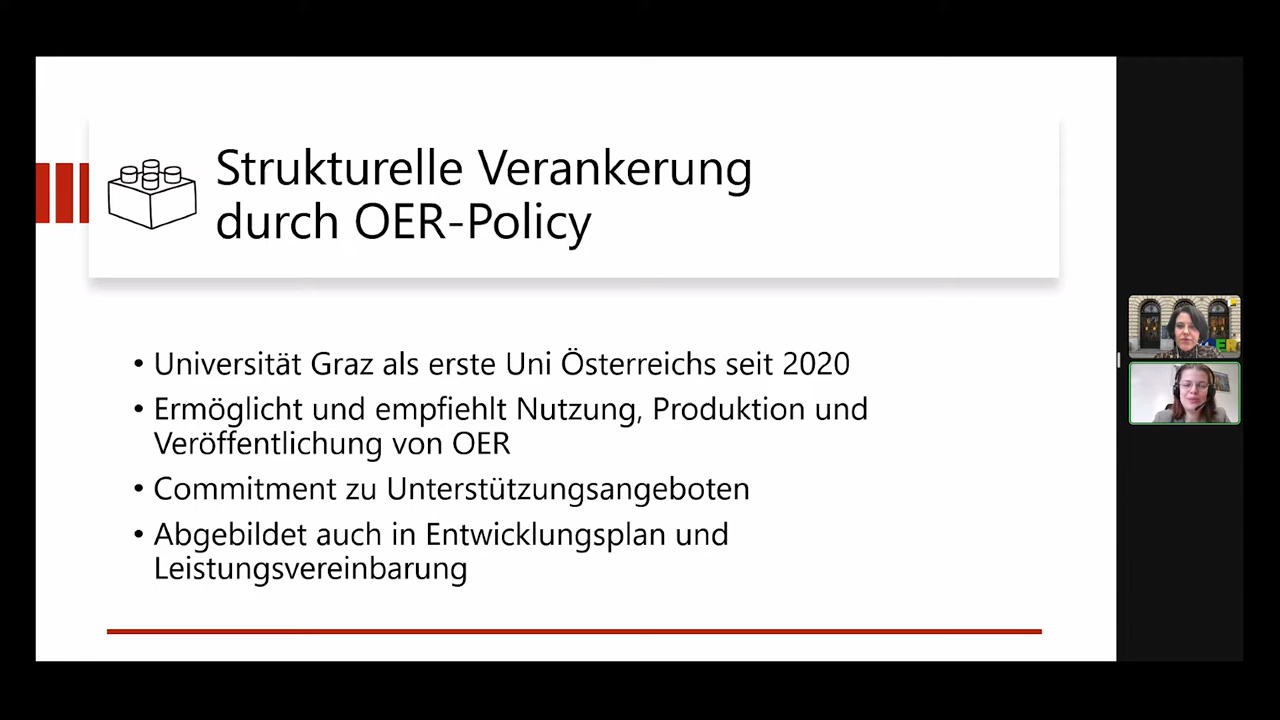 Strukturelle Verankerung
durch OER-Policy
• Universität Graz als erste Uni Österreichs seit 2020
• Ermöglicht und empfiehlt Nutzung, Produktion und
Veröffentlichung von OER
• Commitment zu Unterstützungsangeboten
• Abgebildet auch in Entwicklungsplan und
Leistungsvereinbarung